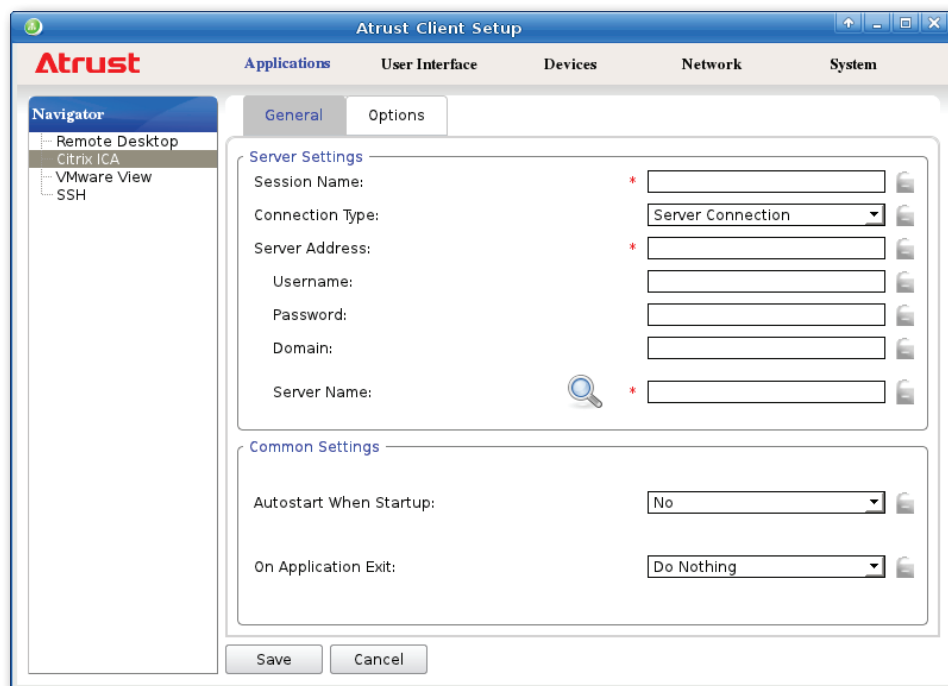 Atrust Client Setup
Atrust
Applications User Interface Devices Network System
Navigator
Remote Desktop
Citrix ICA
VMware View
SSH
General Options
Server Settings
Session Name: *
Connection Type: Server Connection
Server Address: *
Username:
Password:
Domain:
Server Name: *
Common Settings
Autostart When Startup: No
On Application Exit: Do Nothing
Save Cancel